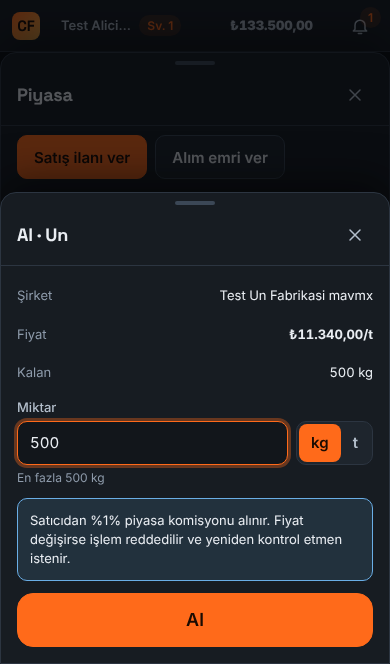 CF
Test Alici... Sv. 1
₺133.500,00
1
Piyasa
Satış ilanı ver
Alım emri ver
Al · Un
Şirket
Test Un Fabrikasi mavmx
Fiyat
₺11.340,00/t
Kalan
500 kg
Miktar
500
kg
t
En fazla 500 kg
Satıcıdan %1% piyasa komisyonu alınır. Fiyat
değişirse işlem reddedilir ve yeniden kontrol etmen
istenir.
Al